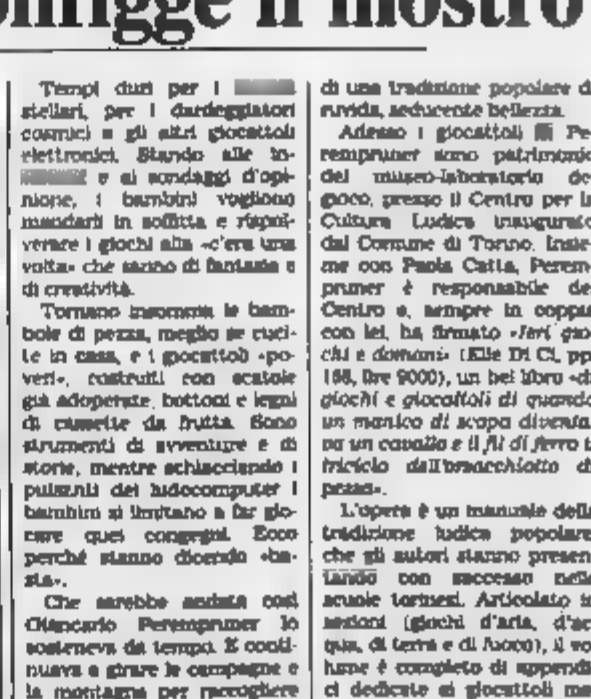 il mostro
Tempi duri per i
stellari, per i dardeggiatori
cosmici e gli altri giocattoli
elettronici. Stando alle in-
e ai sondaggi d'opi-
nione, i bambini vogliono
mandarli in soffitta e rispol-
verare i giochi alla «c'era una
volta» che sanno di fantasia e
di creatività.
Tornano insomma le bam-
bole di pezza, meglio se cuci-
te in casa, e i giocattoli «po-
veri», costruiti con scatole
già adoperate, bottoni e legni
di cassette da frutta. Sono
strumenti di avventure e di
storie, mentre schiacciando i
pulsanti dei ludocomputer i
bambini si limitano a far gio-
care quei congegni. Ecco
perché stanno dicendo «ba-
sta».
Che sarebbe andata così
Giancarlo Perempruner lo
sosteneva da tempo. E conti-
nuava a girare le campagne e
la montagna per raccogliere
di una tradizione popolare di
ruvida, seducente bellezza.
Adesso i giocattoli Pe-
rempruner sono patrimonio
del museo-laboratorio de
gioco, presso il Centro per la
Cultura Ludica inaugurato
dal Comune di Torino. Insie-
me con Paola Catta, Perem-
pruner è responsabile de
Centro e, sempre in coppia
con lei, ha firmato «Ieri gio-
chi e domani» (Elle Di Ci, pp
168, lire 9000), un bel libro «di
giochi e giocattoli di quando
un manico di scopa diventa-
va un cavallo e il fil di ferro i
triciclo dell'omacchiotto di
pezza».
L'opera è un manuale della
tradizione ludica popolare
che gli autori stanno presen-
tando con successo nelle
scuole torinesi. Articolato in
sezioni (giochi d'aria, d'ac-
qua, di terra e di fuoco), il vo-
lume è completo di appendi-
ci dedicate ai giocattoli